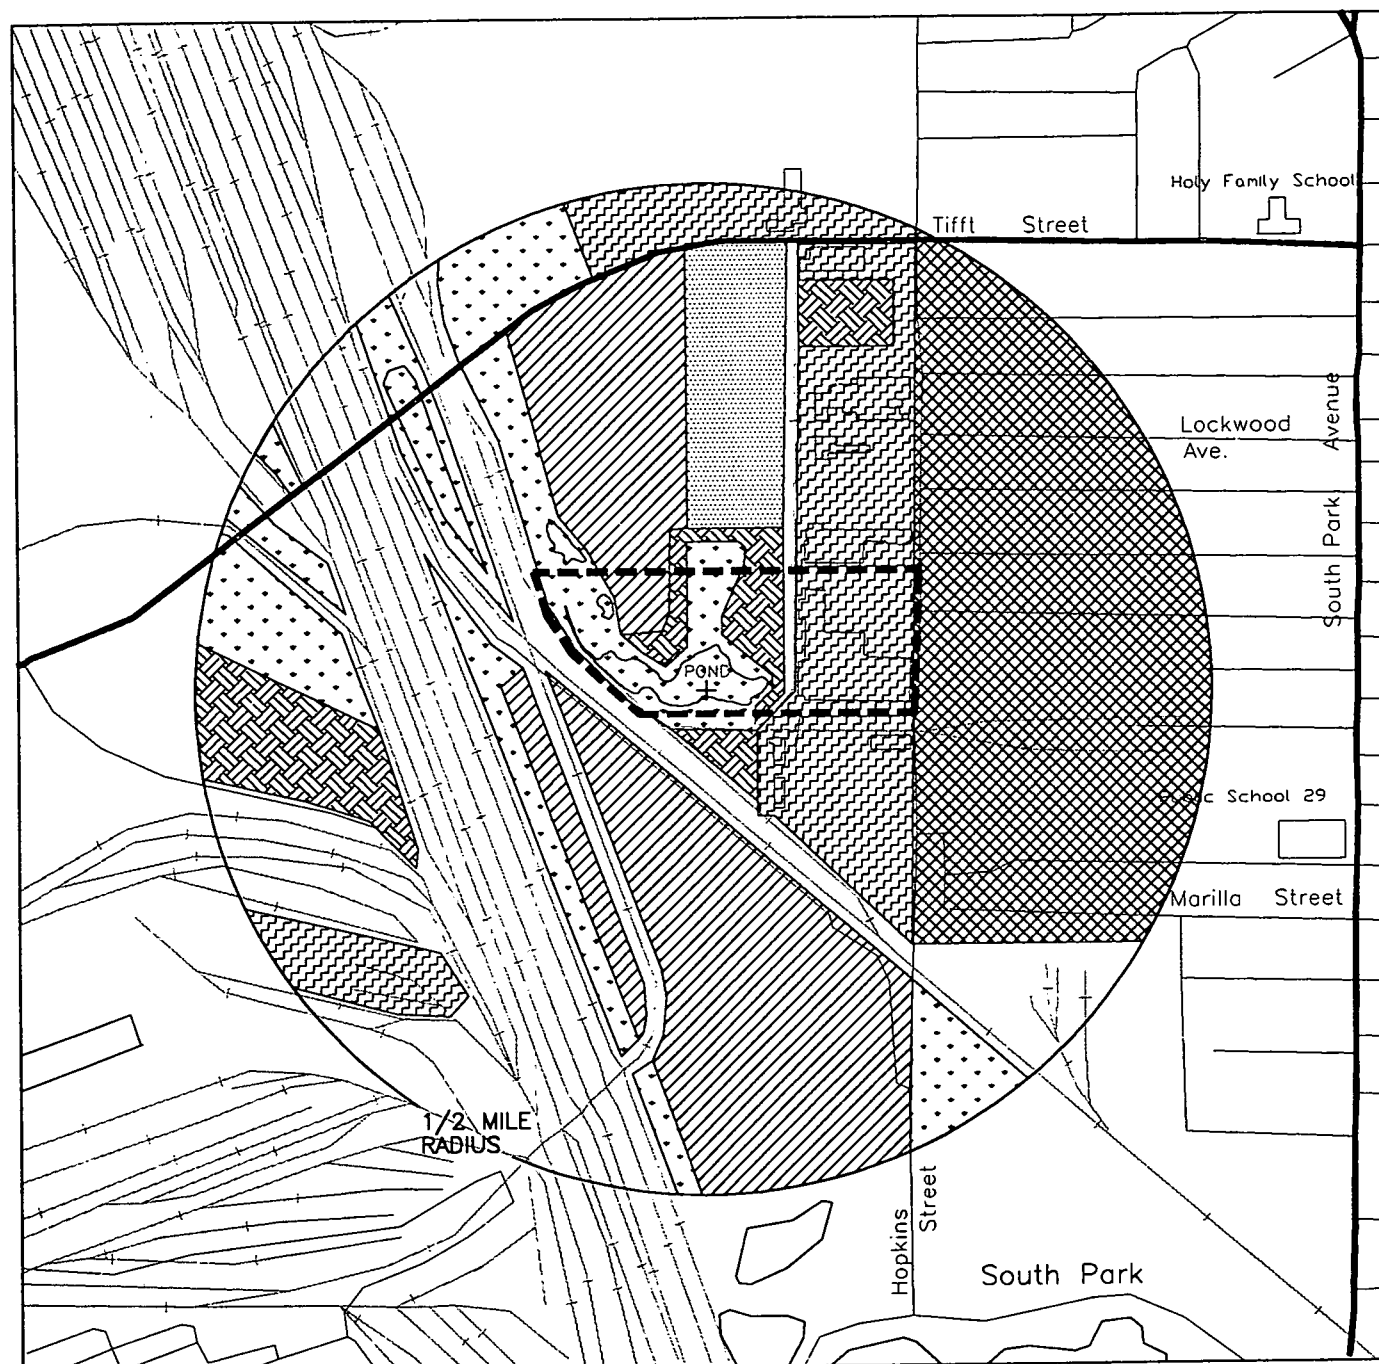 Holy Family School
Tifft Street
Lockwood
Ave.
South Park Avenue
POND
School 29
Marilla Street
1/2 MILE
RADIUS
Hopkins
Street
South Park